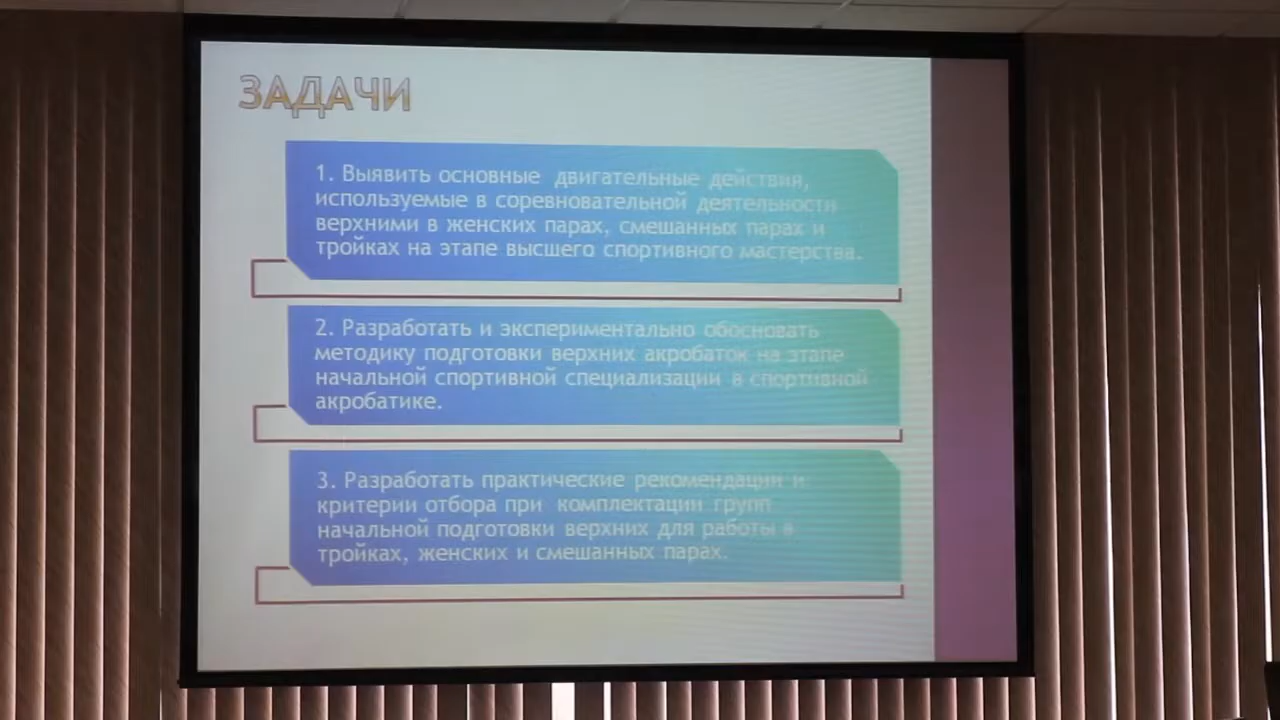 ЗАДАЧИ
1. Выявить основные двигательные действия,
используемые в соревновательной деятельности
верхними в женских парах, смешанных парах и
тройках на этапе высшего спортивного мастерства.
2. Разработать и экспериментально обосновать
методику подготовки верхних акробаток на этапе
начальной спортивной специализации в спортивной
акробатике.
3. Разработать практические рекомендации и
критерии отбора при комплектации групп
начальной подготовки верхних для работы в
тройках, женских и смешанных парах.